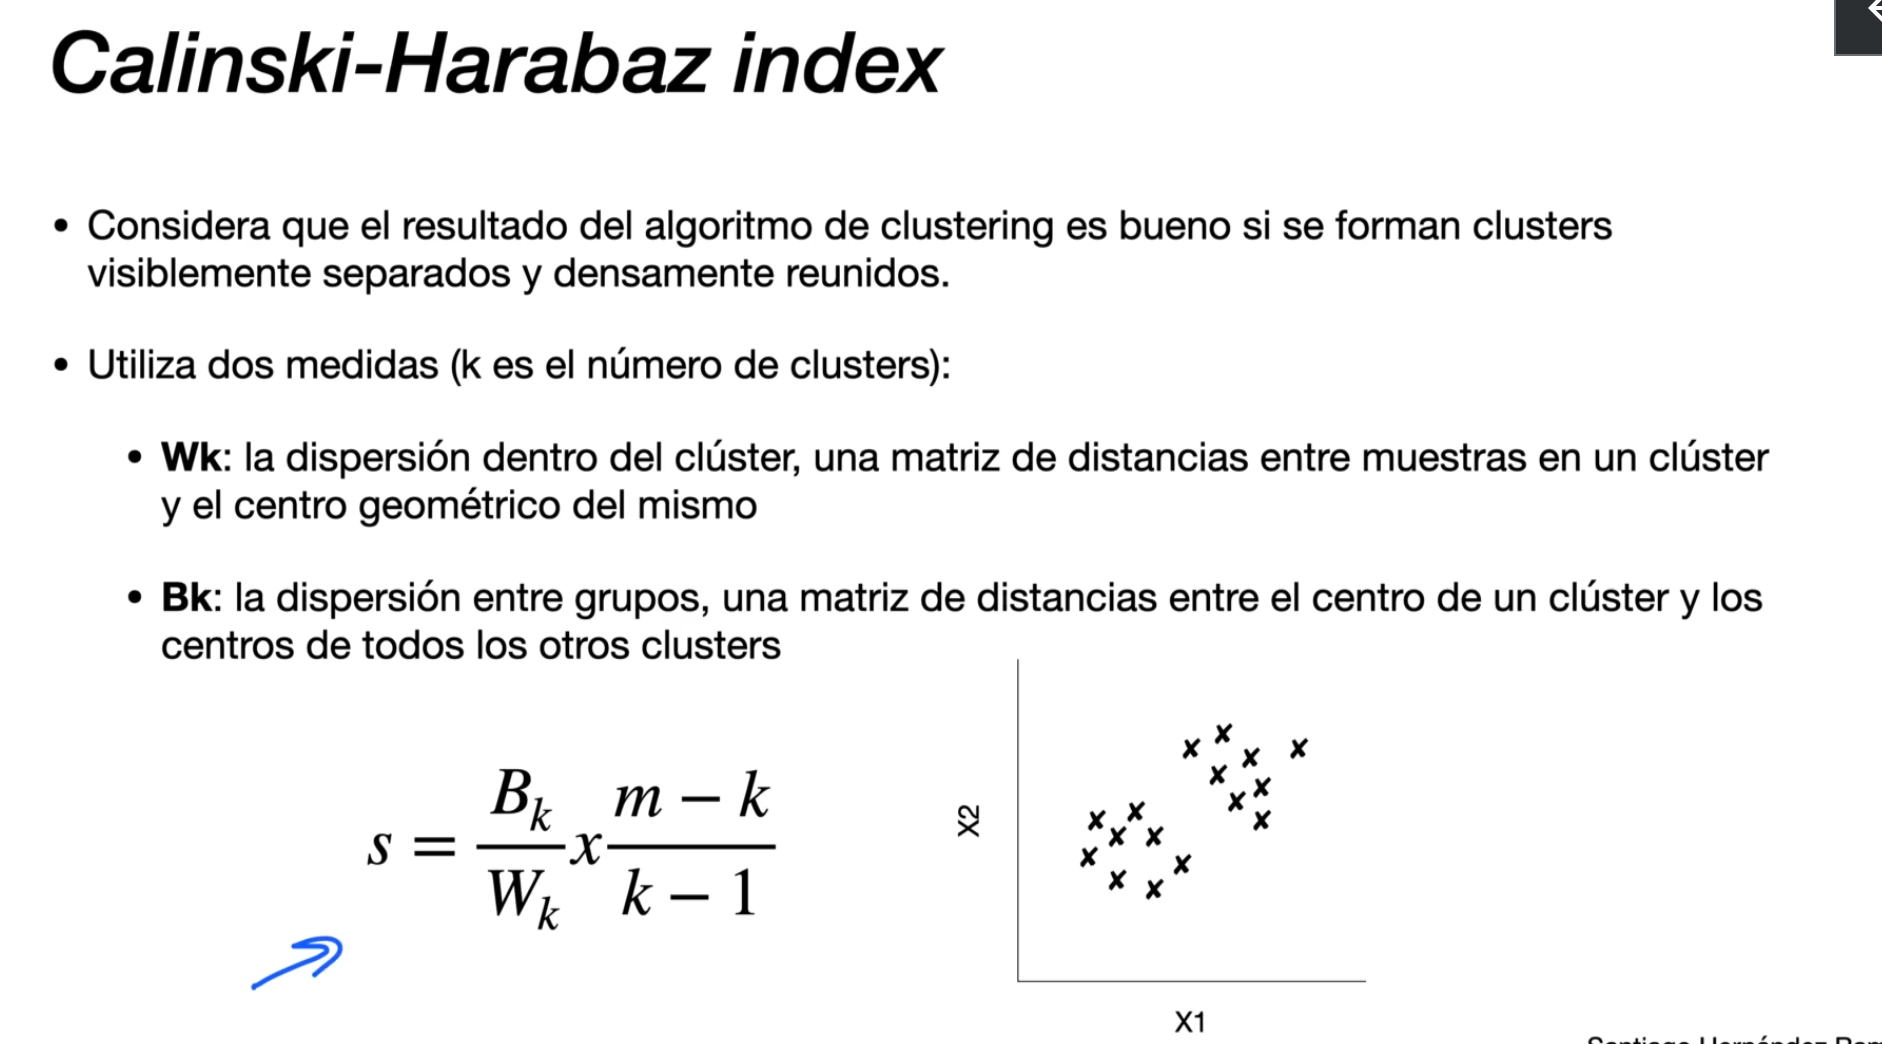 Calinski-Harabaz index
• Considera que el resultado del algoritmo de clustering es bueno si se forman clusters
visiblemente separados y densamente reunidos.
• Utiliza dos medidas (k es el número de clusters):
• Wk: la dispersión dentro del clúster, una matriz de distancias entre muestras en un clúster
y el centro geométrico del mismo
• Bk: la dispersión entre grupos, una matriz de distancias entre el centro de un clúster y los
centros de todos los otros clusters
s = B_k/W_k x (m − k)/(k − 1)
X2
X1